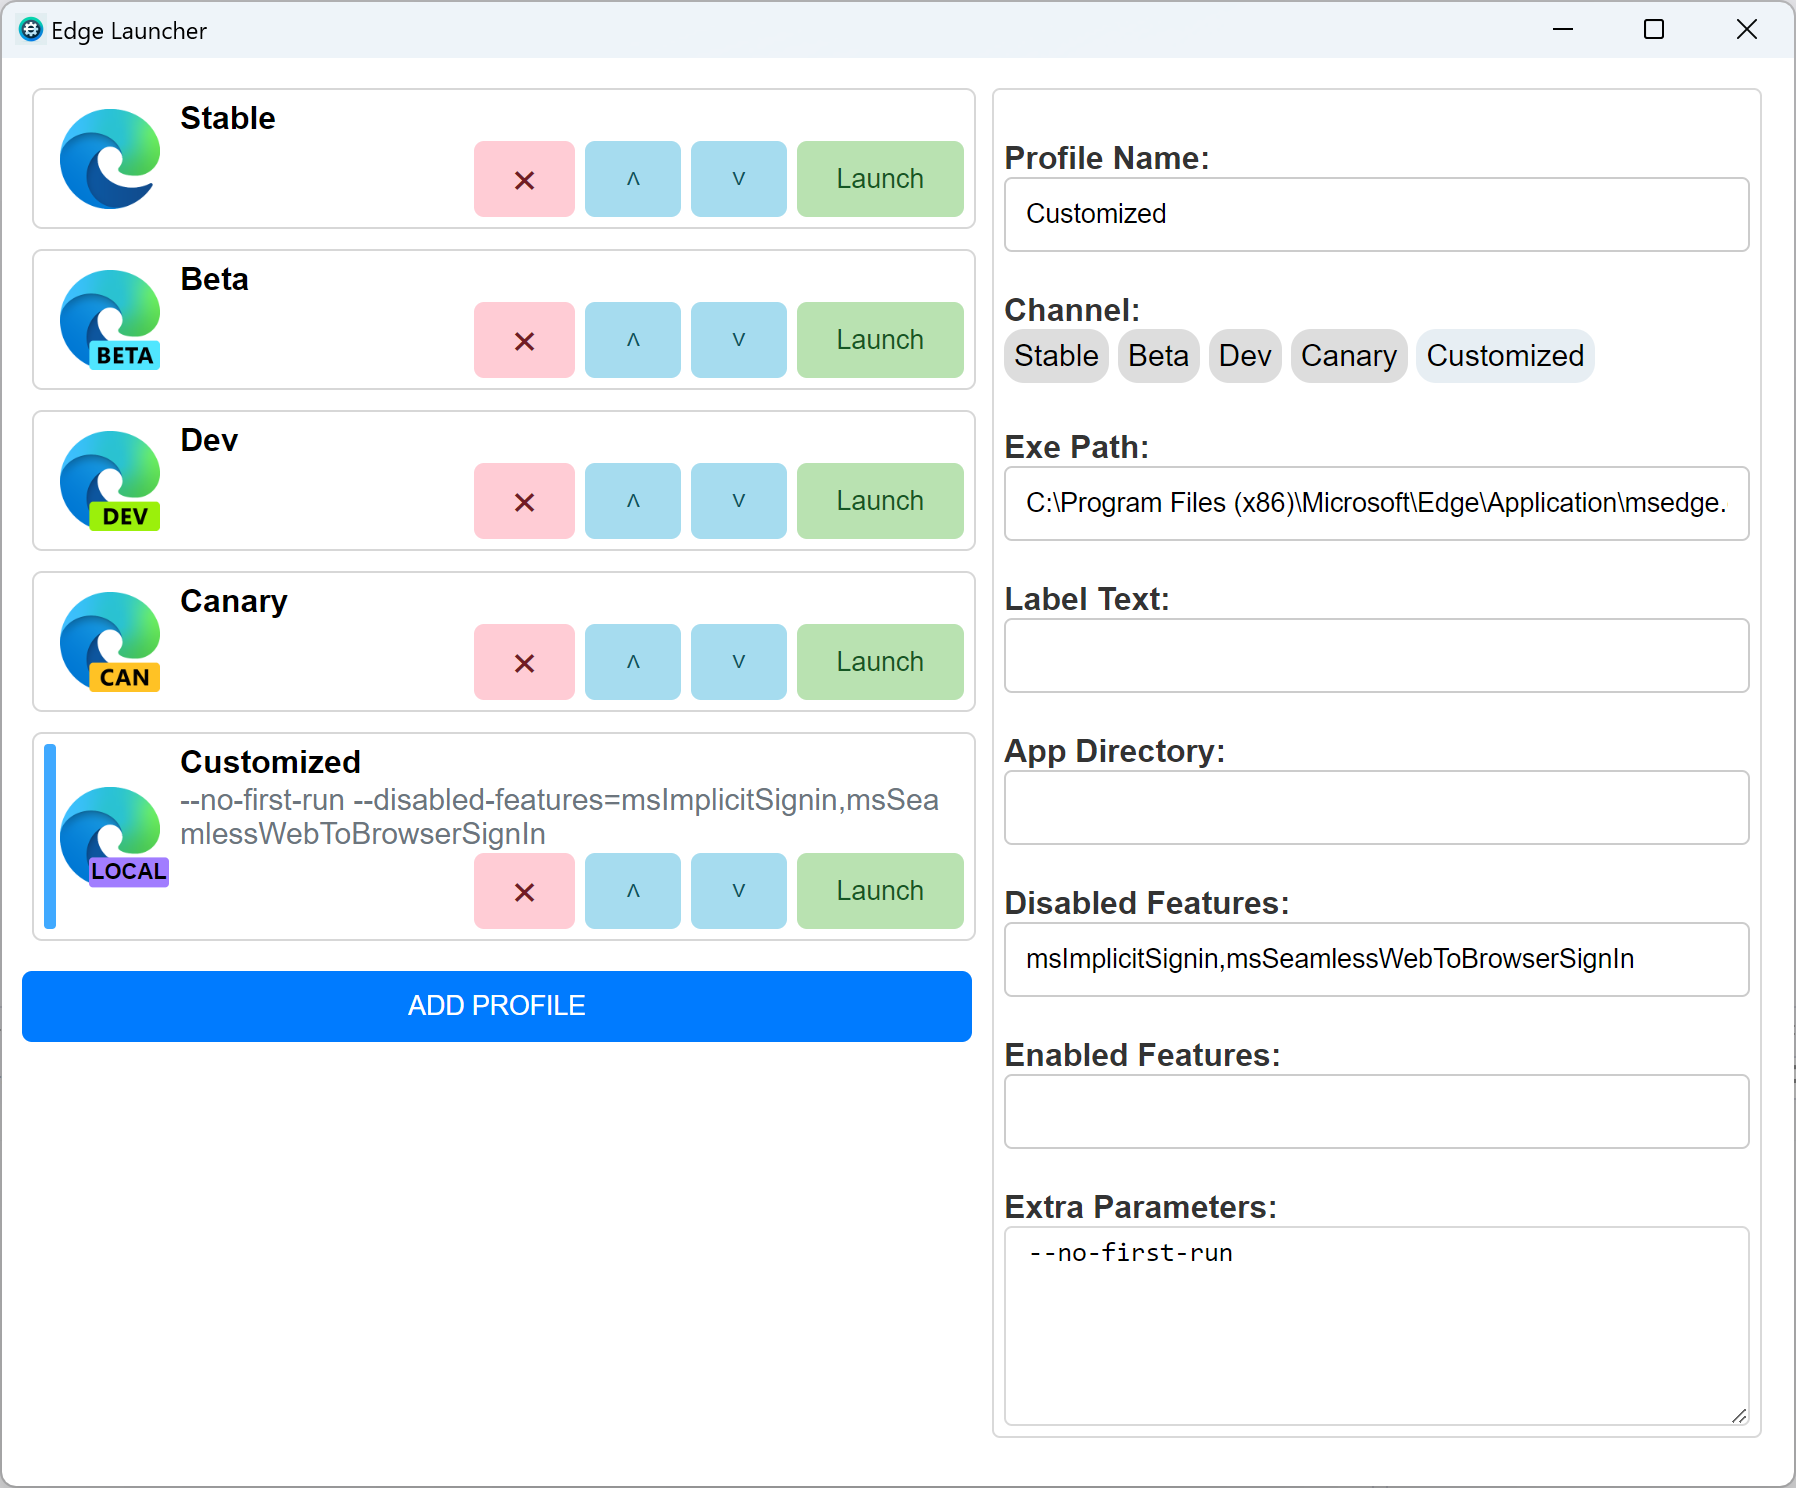 Edge Launcher
Stable
✕ ^ v Launch
Beta
BETA
✕ ^ v Launch
Dev
DEV
✕ ^ v Launch
Canary
CAN
✕ ^ v Launch
Customized
--no-first-run --disabled-features=msImplicitSignin,msSea
mlessWebToBrowserSignIn
LOCAL
✕ ^ v Launch
ADD PROFILE
Profile Name:
Customized
Channel:
Stable Beta Dev Canary Customized
Exe Path:
C:\Program Files (x86)\Microsoft\Edge\Application\msedge.
Label Text:
App Directory:
Disabled Features:
msImplicitSignin,msSeamlessWebToBrowserSignIn
Enabled Features:
Extra Parameters:
--no-first-run